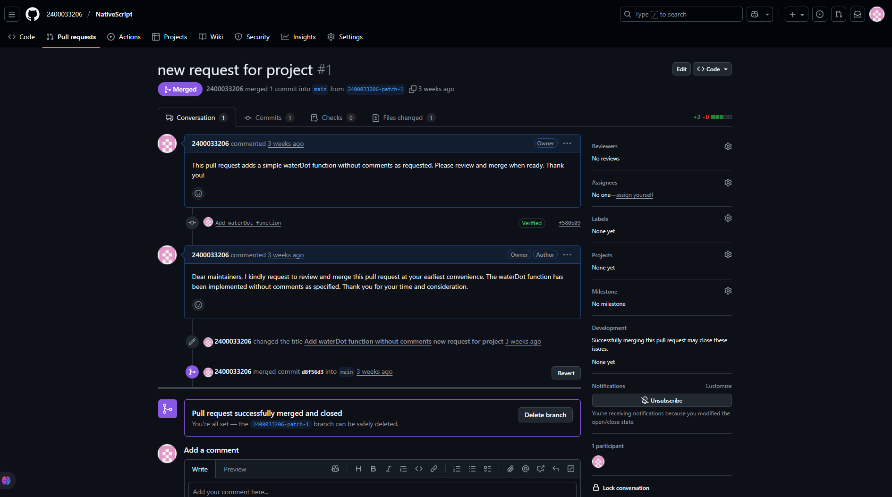 2400033206 / NativeScript
Type / to search
Code
Pull requests
Actions
Projects
Wiki
Security
Insights
Settings
new request for project #1
Edit
Code
Merged
2400033206 merged 1 commit into main from 2400033206-patch-1 3 weeks ago
Conversation 1
Commits 1
Checks 0
Files changed 1
+3 -0
2400033206 commented 3 weeks ago
Owner
This pull request adds a simple waterDot function without comments as requested. Please review and merge when ready. Thank
you!
Add waterDot function
Verified
2400033206 commented 3 weeks ago
Owner
Author
Dear maintainers. I kindly request to review and merge this pull request at your earliest convenience. The waterDot function has
been implemented without comments as specified. Thank you for your time and consideration.
2400033206 changed the title Add waterDot function without comments new request for project 3 weeks ago
2400033206 merged commit d8f56d3 into main 3 weeks ago
Revert
Pull request successfully merged and closed
You're all set — the 2400033206-patch-1 branch can be safely deleted.
Delete branch
Add a comment
Write
Preview
H B I
Add your comment here...
Reviewers
No reviews
Assignees
No one—assign yourself
Labels
None yet
Projects
None yet
Milestone
No milestone
Development
Successfully merging this pull request may close these
issues.
None yet
Notifications
Customize
Unsubscribe
You're receiving notifications because you modified the
open/close state.
1 participant
Lock conversation